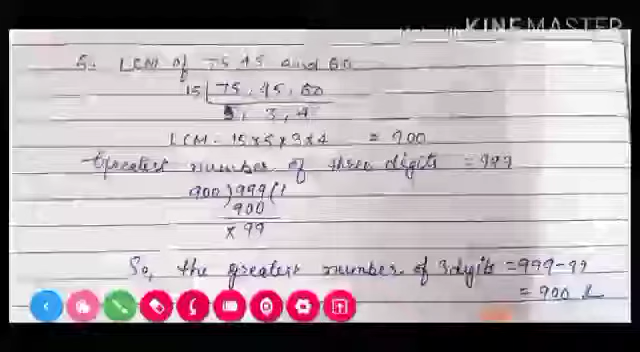 KINEMASTER
5. LCM of 75 45 and 60
15 | 75, 45, 60
5, 3, 4
LCM - 15 × 5 × 3 × 4 = 900
Greatest number of three digits = 999
900 ) 999 ( 1
900
× 99
So, the greatest number of 3 digits = 999 - 99
= 900